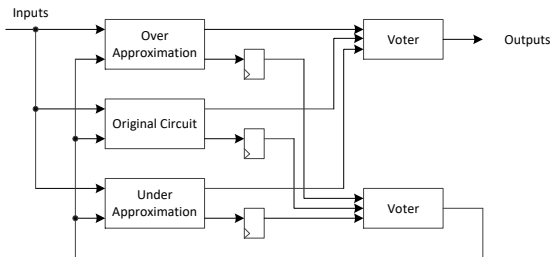 Inputs
Over
Approximation
Voter
Outputs
Original Circuit
Under
Approximation
Voter